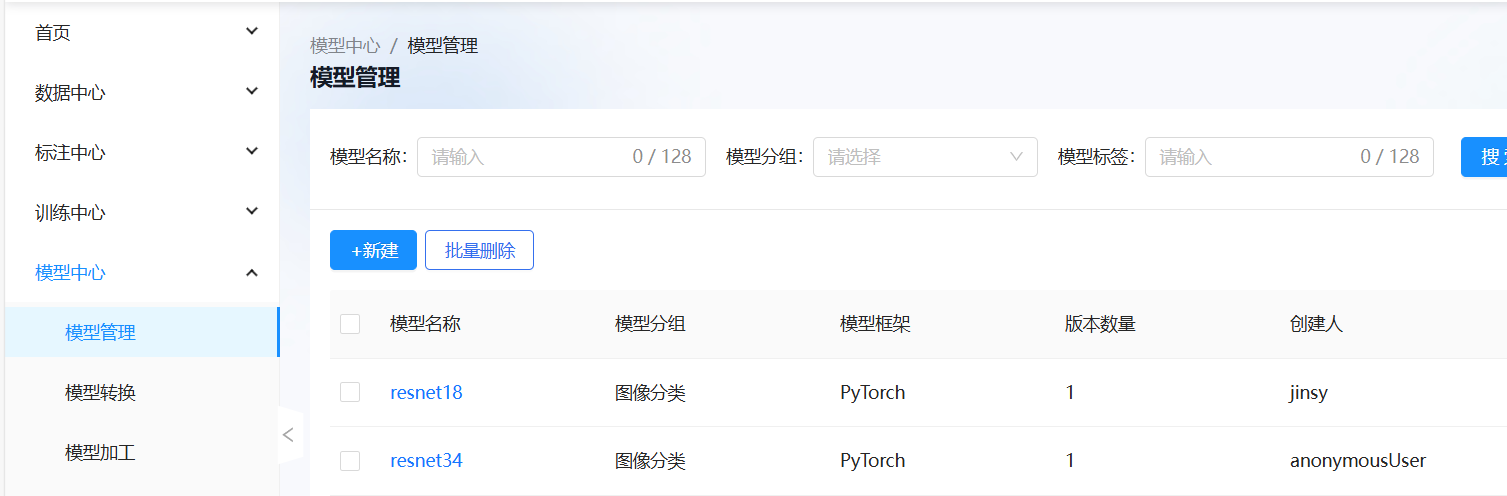 首页
数据中心
标注中心
训练中心
模型中心
模型管理
模型转换
模型加工
模型中心 / 模型管理
模型管理
模型名称: 请输入 0 / 128 模型分组: 请选择 模型标签: 请输入 0 / 128 搜
+新建 批量删除
模型名称 模型分组 模型框架 版本数量 创建人
resnet18 图像分类 PyTorch 1 jinsy
resnet34 图像分类 PyTorch 1 anonymousUser